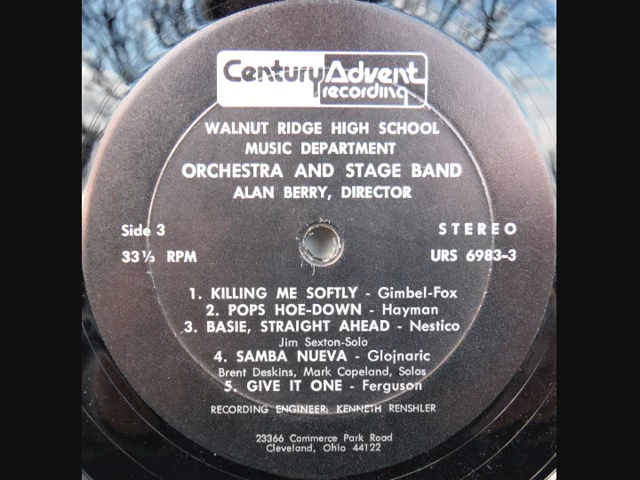 Century Advent
recording
WALNUT RIDGE HIGH SCHOOL
MUSIC DEPARTMENT
ORCHESTRA AND STAGE BAND
ALAN BERRY, DIRECTOR
Side 3
STEREO
33⅓ RPM
URS 6983-3
1. KILLING ME SOFTLY - Gimbel-Fox
2. POPS HOE-DOWN - Hayman
3. BASIE, STRAIGHT AHEAD - Nestico
Jim Sexton-Solo
4. SAMBA NUEVA - Glojnaric
Brent Deskins, Mark Copeland, Solos
5. GIVE IT ONE - Ferguson
RECORDING ENGINEER: KENNETH RENSHLER
23366 Commerce Park Road
Cleveland, Ohio 44122